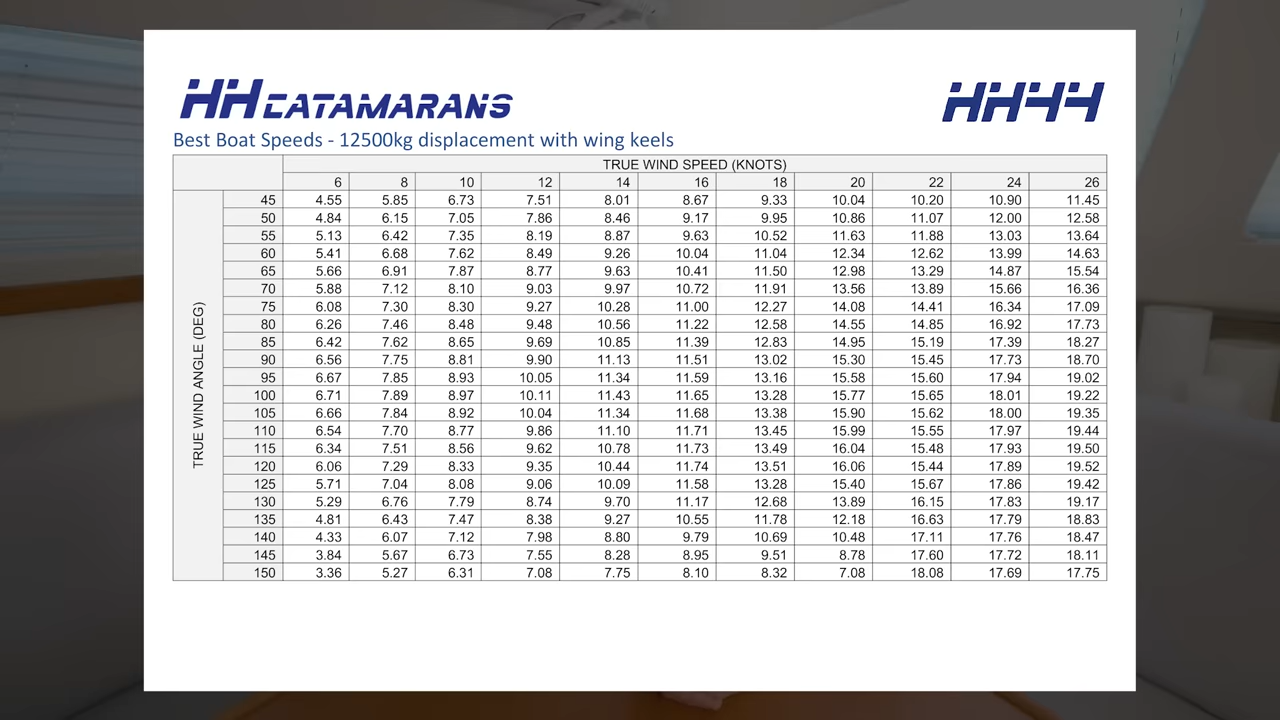 HH CATAMARANS HH44
Best Boat Speeds - 12500kg displacement with wing keels
TRUE WIND SPEED (KNOTS)
6 8 10 12 14 16 18 20 22 24 26
TRUE WIND ANGLE (DEG)
45 4.55 5.85 6.73 7.51 8.01 8.67 9.33 10.04 10.20 10.90 11.45
50 4.84 6.15 7.05 7.86 8.46 9.17 9.95 10.86 11.07 12.00 12.58
55 5.13 6.42 7.35 8.19 8.87 9.63 10.52 11.63 11.88 13.03 13.64
60 5.41 6.68 7.62 8.49 9.26 10.04 11.04 12.34 12.62 13.99 14.63
65 5.66 6.91 7.87 8.77 9.63 10.41 11.50 12.98 13.29 14.87 15.54
70 5.88 7.12 8.10 9.03 9.97 10.72 11.91 13.56 13.89 15.66 16.36
75 6.08 7.30 8.30 9.27 10.28 11.00 12.27 14.08 14.41 16.34 17.09
80 6.26 7.46 8.48 9.48 10.56 11.22 12.58 14.55 14.85 16.92 17.73
85 6.42 7.62 8.65 9.69 10.85 11.39 12.83 14.95 15.19 17.39 18.27
90 6.56 7.75 8.81 9.90 11.13 11.51 13.02 15.30 15.45 17.73 18.70
95 6.67 7.85 8.93 10.05 11.34 11.59 13.16 15.58 15.60 17.94 19.02
100 6.71 7.89 8.97 10.11 11.43 11.65 13.28 15.77 15.65 18.01 19.22
105 6.66 7.84 8.92 10.04 11.34 11.68 13.38 15.90 15.62 18.00 19.35
110 6.54 7.70 8.77 9.86 11.10 11.71 13.45 15.99 15.55 17.97 19.44
115 6.34 7.51 8.56 9.62 10.78 11.73 13.49 16.04 15.48 17.93 19.50
120 6.06 7.29 8.33 9.35 10.44 11.74 13.51 16.06 15.44 17.89 19.52
125 5.71 7.04 8.08 9.06 10.09 11.58 13.28 15.40 15.67 17.86 19.42
130 5.29 6.76 7.79 8.74 9.70 11.17 12.68 13.89 16.15 17.83 19.17
135 4.81 6.43 7.47 8.38 9.27 10.55 11.78 12.18 16.63 17.79 18.83
140 4.33 6.07 7.12 7.98 8.80 9.79 10.69 10.48 17.11 17.76 18.47
145 3.84 5.67 6.73 7.55 8.28 8.95 9.51 8.78 17.60 17.72 18.11
150 3.36 5.27 6.31 7.08 7.75 8.10 8.32 7.08 18.08 17.69 17.75